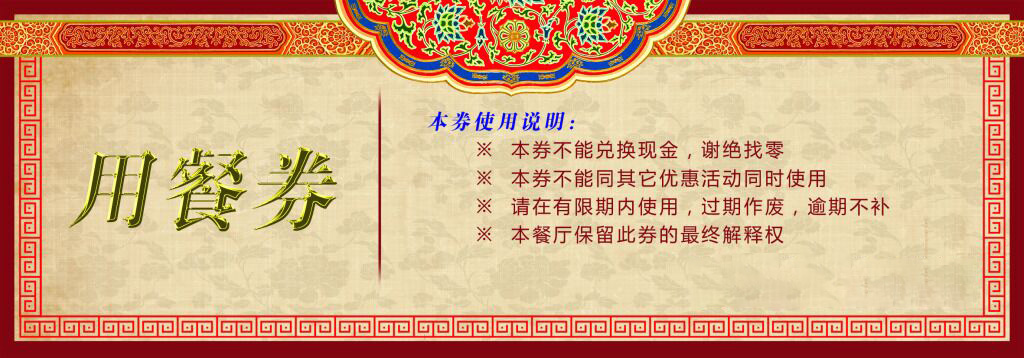 用餐券
本券使用说明:
※ 本券不能兑换现金，谢绝找零
※ 本券不能同其它优惠活动同时使用
※ 请在有限期内使用，过期作废，逾期不补
※ 本餐厅保留此券的最终解释权